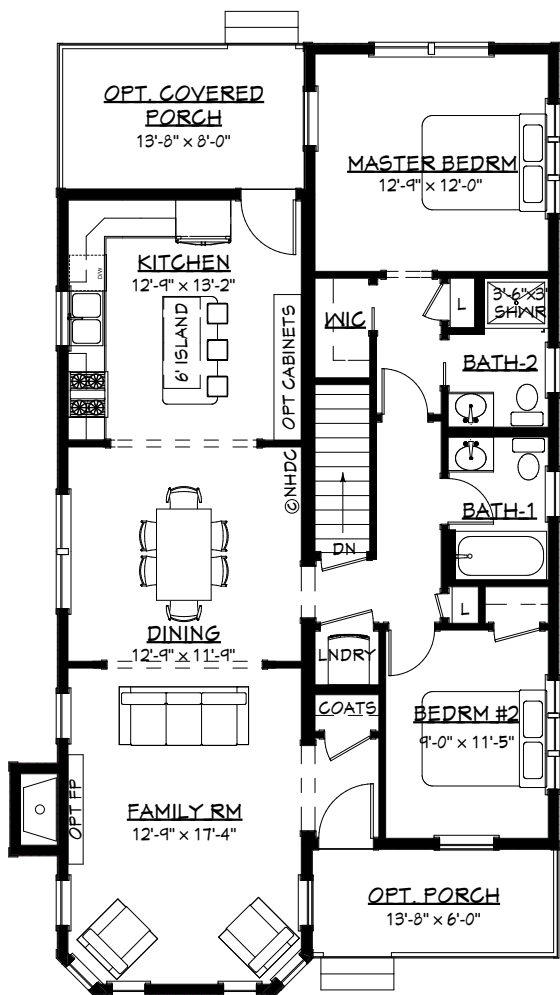 OPT. COVERED
PORCH
13'-8" x 8'-0"
MASTER BEDRM
12'-9" x 12'-0"
KITCHEN
12'-9" x 13'-2"
D/W
6' ISLAND
OPT CABINETS
WIC
L
3'-6"x3'
SHWR
BATH-2
©NHDC
BATH-1
DN
DINING
12'-9" x 11'-9"
LNDRY
L
COATS
BEDRM #2
9'-0" x 11'-5"
OPT FP
FAMILY RM
12'-9" x 17'-4"
OPT. PORCH
13'-8" x 6'-0"